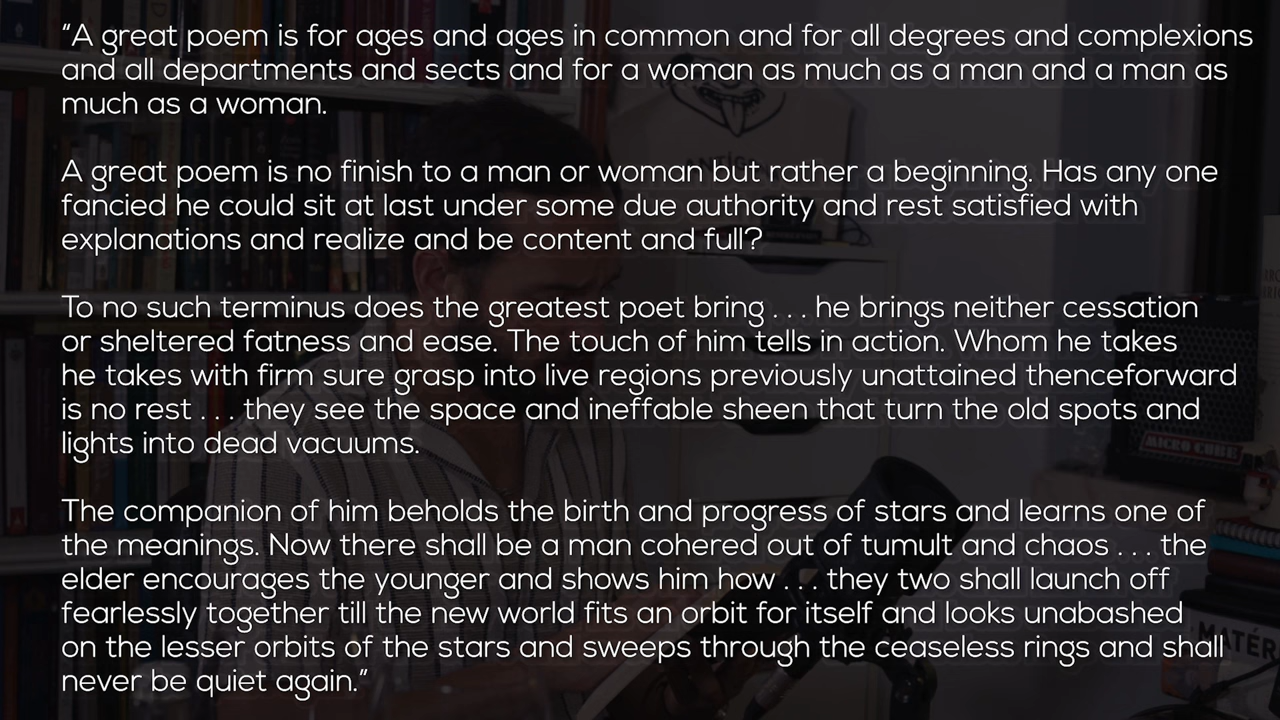 “A great poem is for ages and ages in common and for all degrees and complexions
and all departments and sects and for a woman as much as a man and a man as
much as a woman.
A great poem is no finish to a man or woman but rather a beginning. Has any one
fancied he could sit at last under some due authority and rest satisfied with
explanations and realize and be content and full?
To no such terminus does the greatest poet bring . . . he brings neither cessation
or sheltered fatness and ease. The touch of him tells in action. Whom he takes
he takes with firm sure grasp into live regions previously unattained thenceforward
is no rest . . . they see the space and ineffable sheen that turn the old spots and
lights into dead vacuums.
The companion of him beholds the birth and progress of stars and learns one of
the meanings. Now there shall be a man cohered out of tumult and chaos . . . the
elder encourages the younger and shows him how . . . they two shall launch off
fearlessly together till the new world fits an orbit for itself and looks unabashed
on the lesser orbits of the stars and sweeps through the ceaseless rings and shall
never be quiet again.”
MICRO CUBE
MATÉR